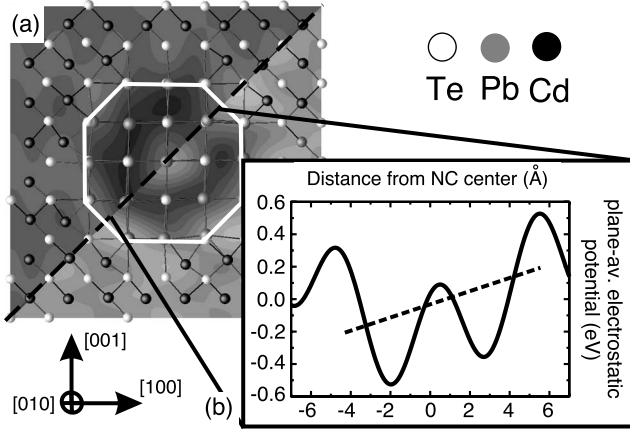 (a)
Te Pb Cd
Distance from NC center (Å)
0.6
0.4
0.2
0.0
-0.2
-0.4
-0.6
-6 -4 -2 0 2 4 6
plane-av. electrostatic
potential (eV)
[001]
[100]
[010]
(b)